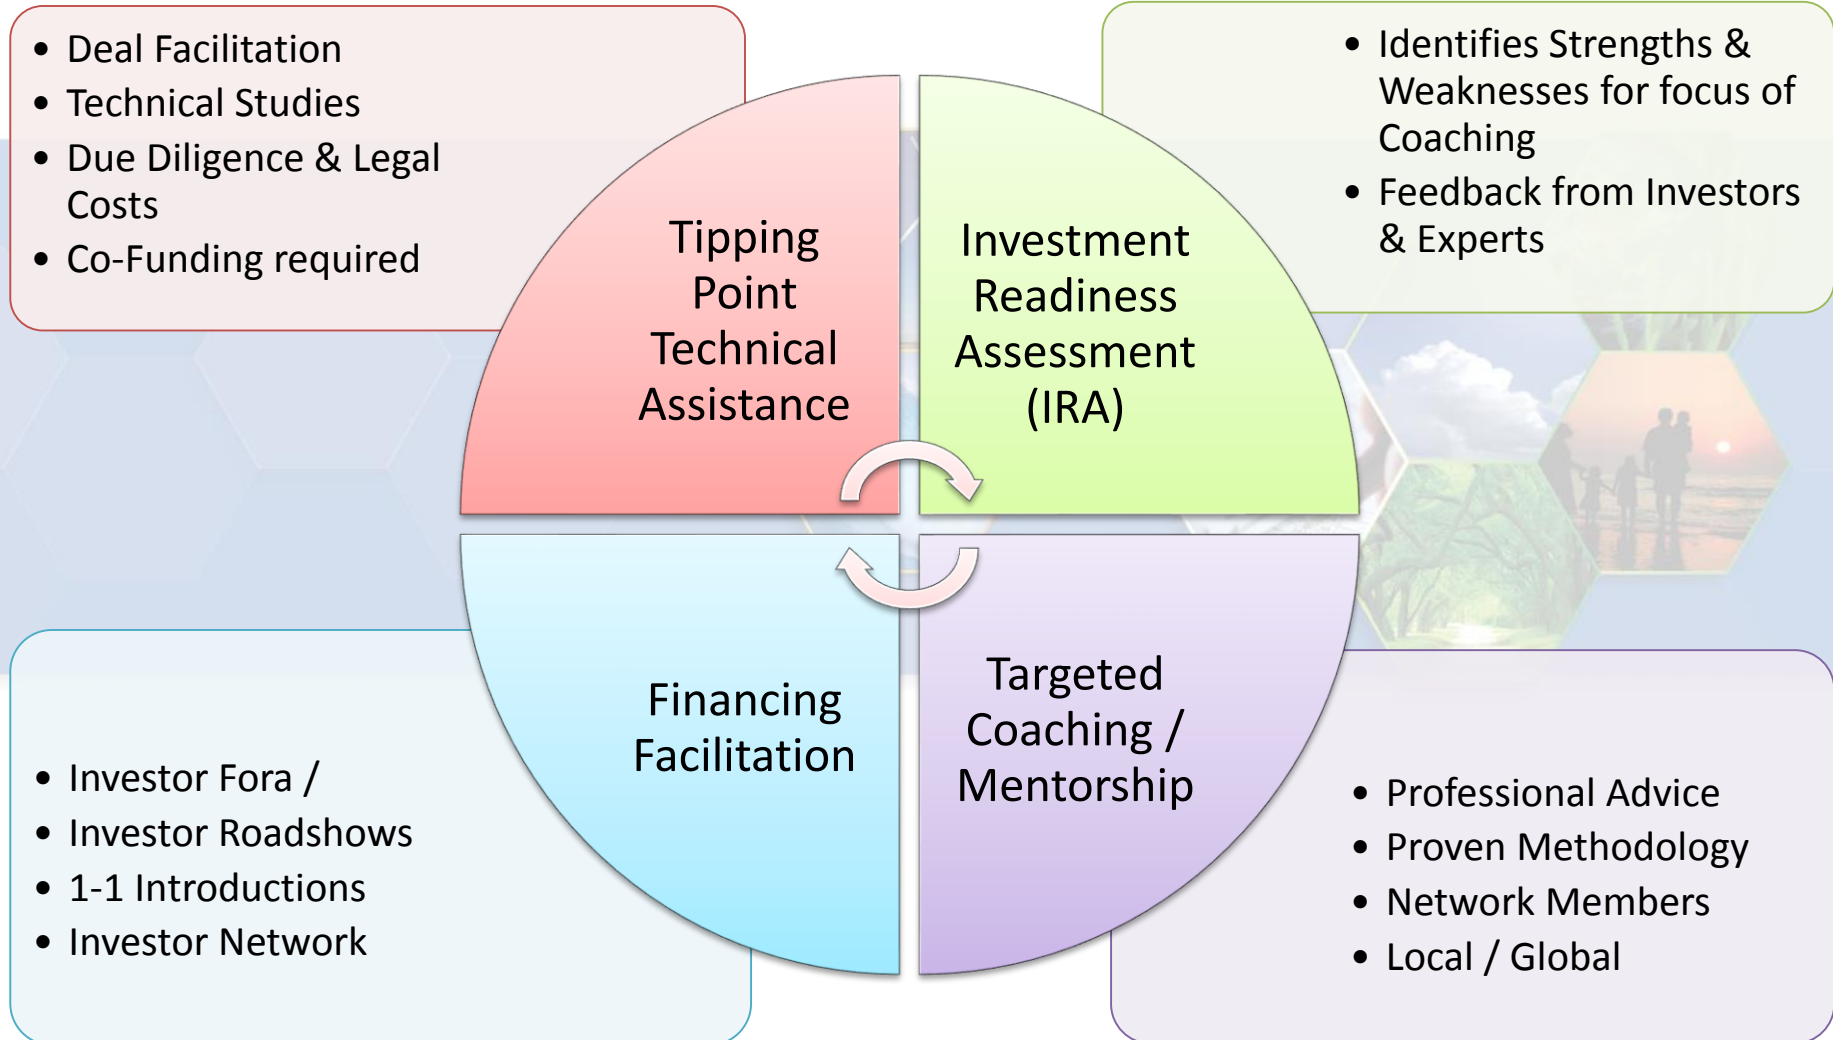 • Deal Facilitation
• Technical Studies
• Due Diligence & Legal
Costs
• Co-Funding required
• Identifies Strengths &
Weaknesses for focus of
Coaching
• Feedback from Investors
& Experts
Tipping
Point
Technical
Assistance
Investment
Readiness
Assessment
(IRA)
Financing
Facilitation
Targeted
Coaching /
Mentorship
• Investor Fora /
• Investor Roadshows
• 1-1 Introductions
• Investor Network
• Professional Advice
• Proven Methodology
• Network Members
• Local / Global